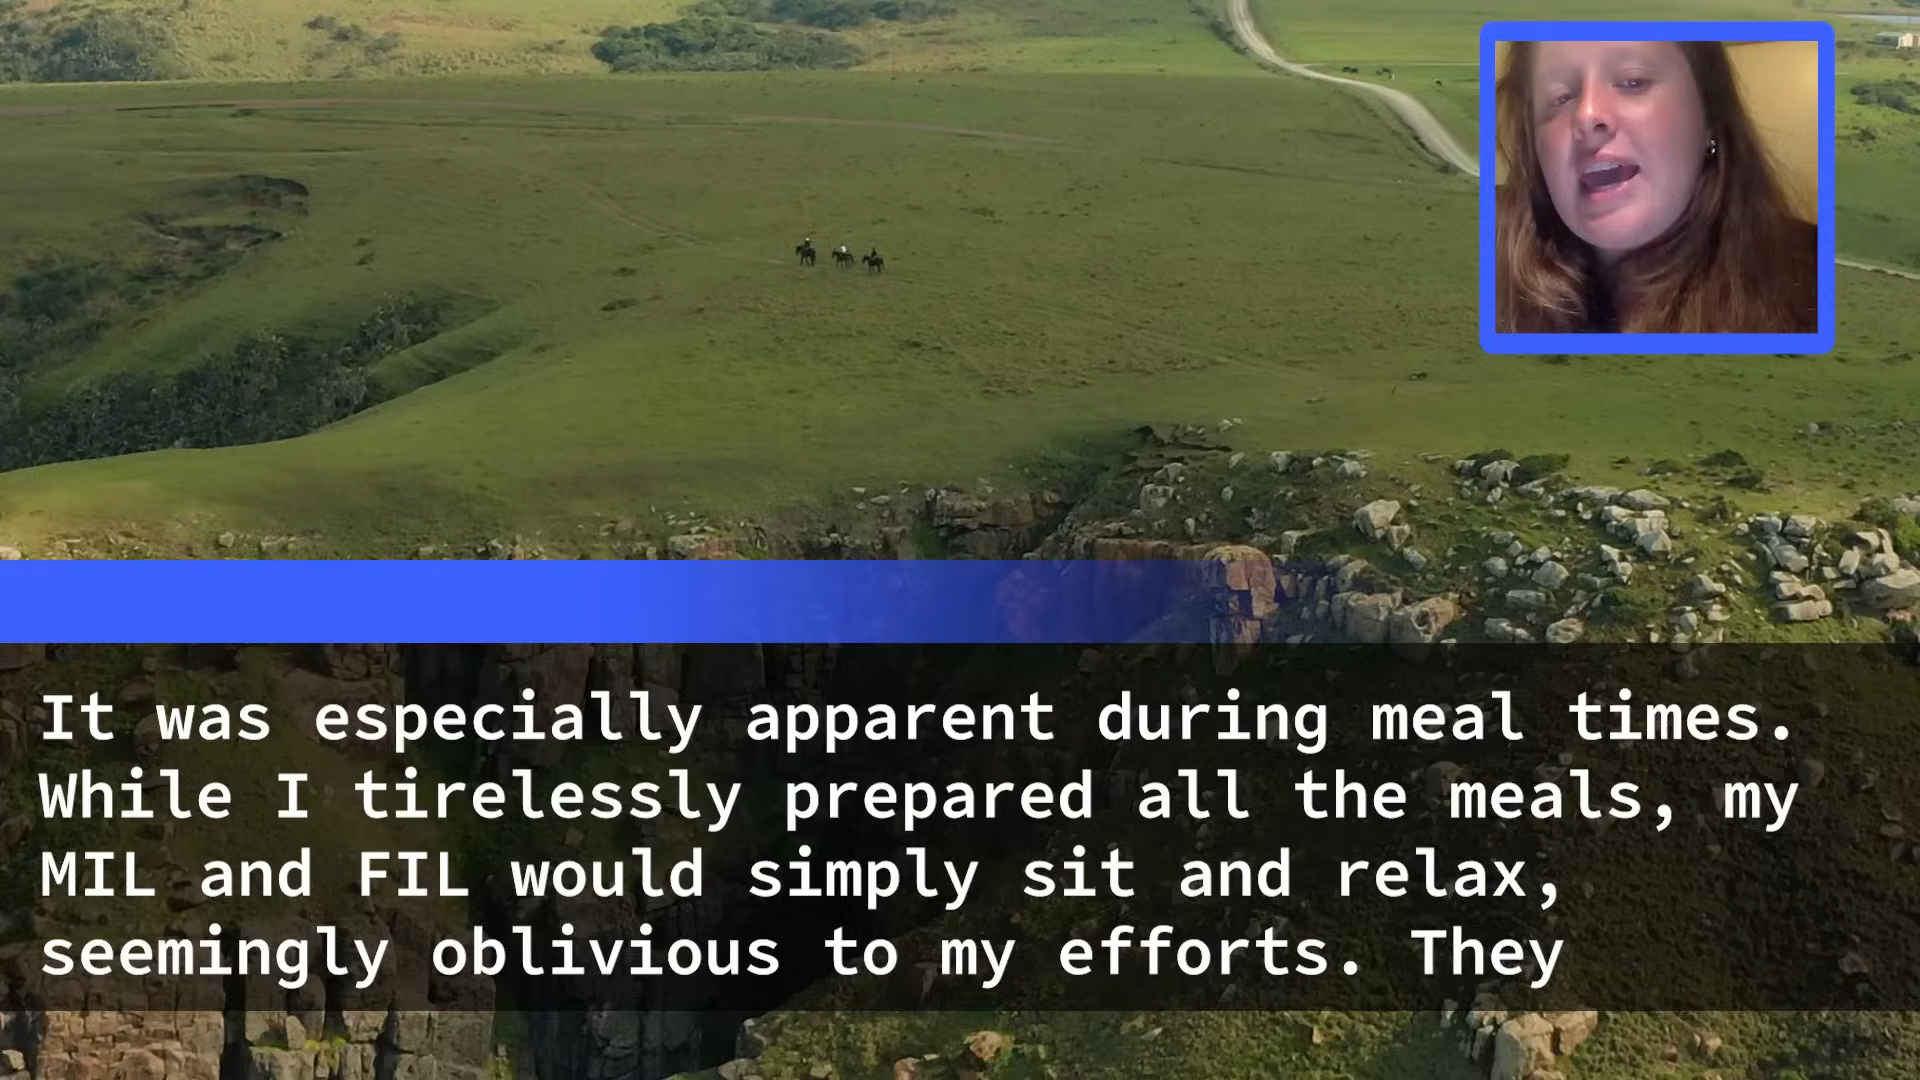 It was especially apparent during meal times.
While I tirelessly prepared all the meals, my
MIL and FIL would simply sit and relax,
seemingly oblivious to my efforts. They